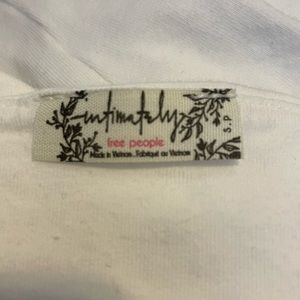 intimately
free people
Made in Vietnam . Fabriqué au Vietnam
S.P